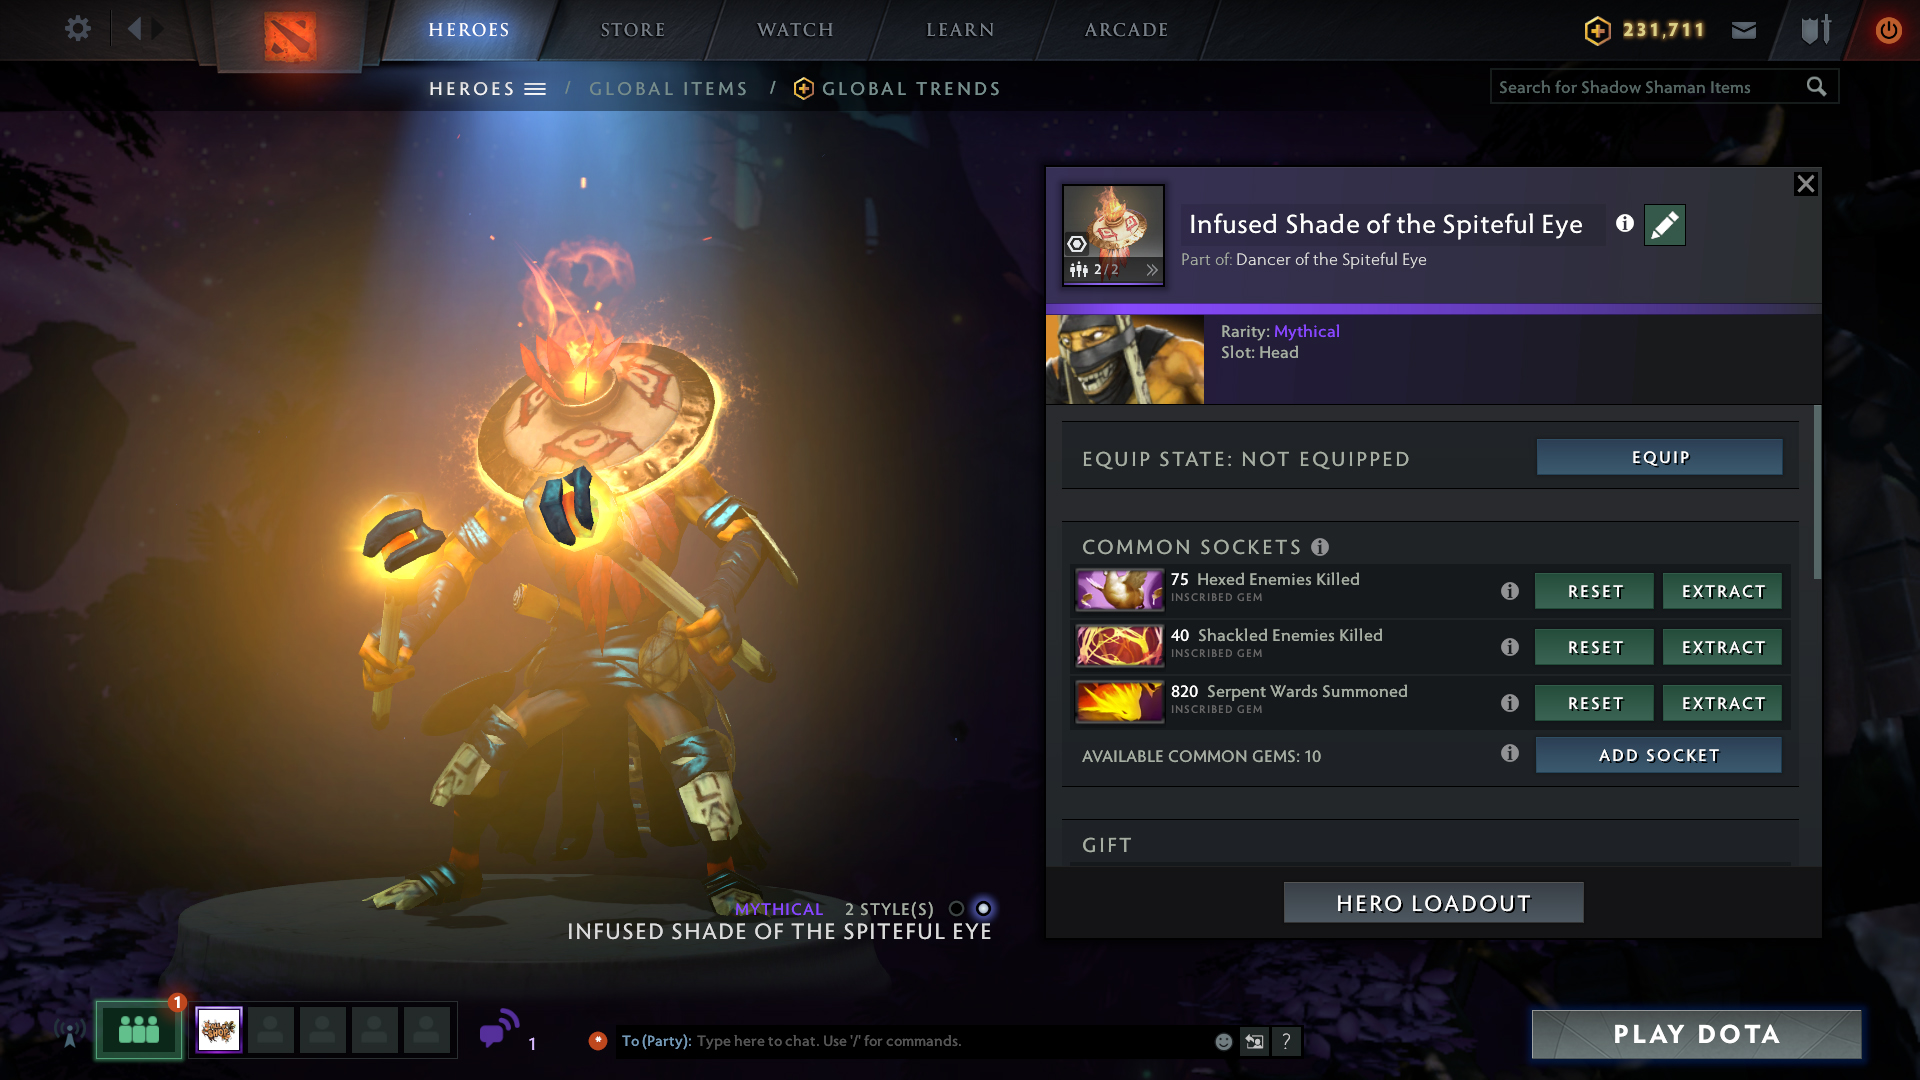 HEROES
STORE
WATCH
LEARN
ARCADE
231,711
HEROES / GLOBAL ITEMS / GLOBAL TRENDS
Search for Shadow Shaman Items
Infused Shade of the Spiteful Eye
Part of: Dancer of the Spiteful Eye
2/2
Rarity: Mythical
Slot: Head
EQUIP STATE: NOT EQUIPPED
EQUIP
COMMON SOCKETS
75 Hexed Enemies Killed
INSCRIBED GEM
RESET
EXTRACT
40 Shackled Enemies Killed
INSCRIBED GEM
RESET
EXTRACT
820 Serpent Wards Summoned
INSCRIBED GEM
RESET
EXTRACT
AVAILABLE COMMON GEMS: 10
ADD SOCKET
GIFT
HERO LOADOUT
MYTHICAL 2 STYLE(S)
INFUSED SHADE OF THE SPITEFUL EYE
1
1
To (Party): Type here to chat. Use '/' for commands.
?
PLAY DOTA